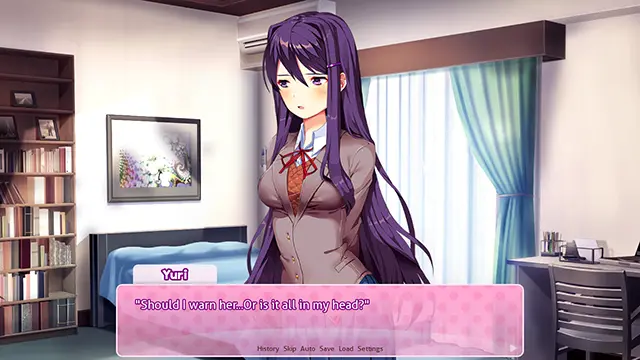 Yuri
"Should I warn her...Or is it all in my head?"
History Skip Auto Save Load Settings